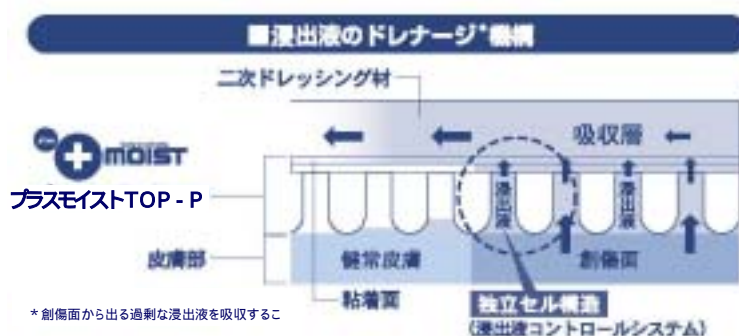 ■浸出液のドレナージ*機構
二次ドレッシング材
吸収層
MOIST
プラスモイストTOP - P
浸出液
浸出液
皮膚部
健常皮膚
創傷面
粘着面
独立セル構造
(浸出液コントロールシステム)
*創傷面から出る過剰な浸出液を吸収するこ